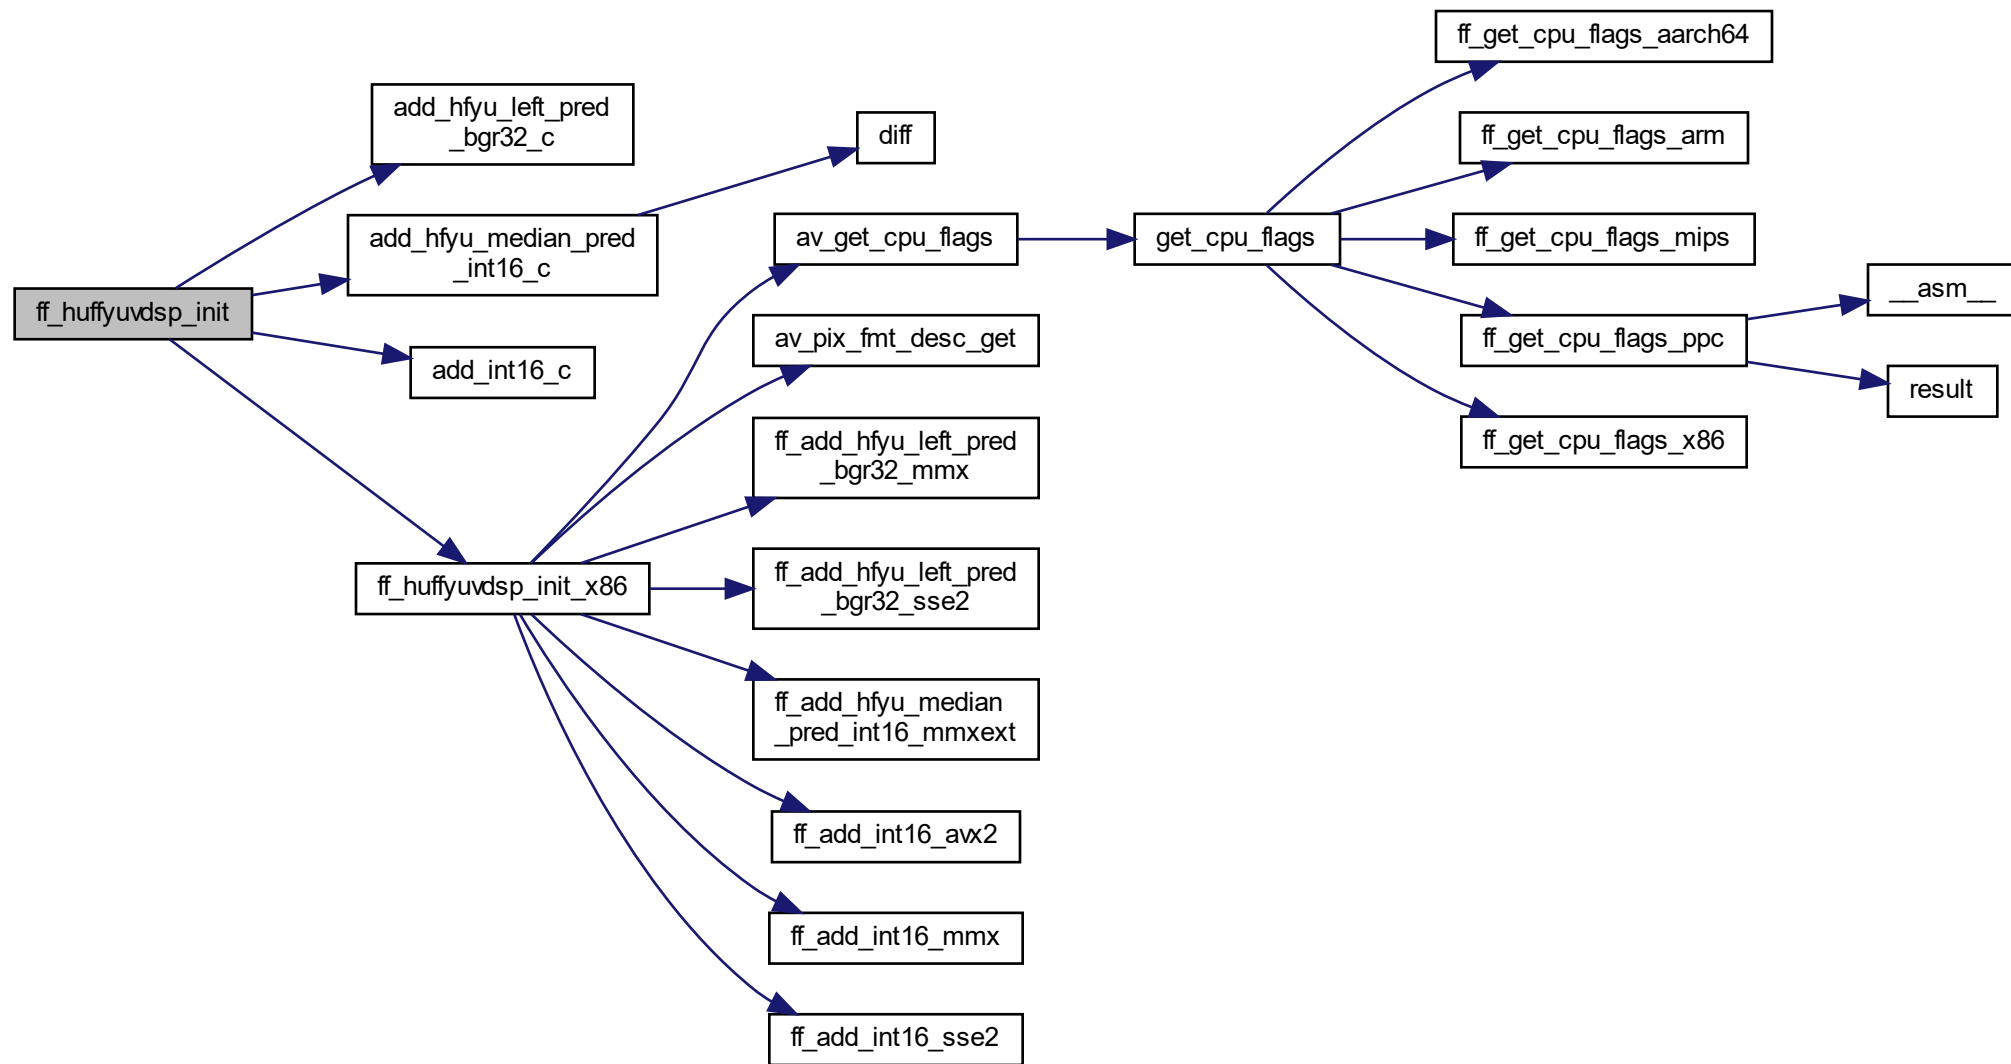 ff_huffyuvdsp_init
add_hfyu_left_pred
_bgr32_c
add_hfyu_median_pred
_int16_c
add_int16_c
ff_huffyuvdsp_init_x86
diff
av_get_cpu_flags
av_pix_fmt_desc_get
ff_add_hfyu_left_pred
_bgr32_mmx
ff_add_hfyu_left_pred
_bgr32_sse2
ff_add_hfyu_median
_pred_int16_mmxext
ff_add_int16_avx2
ff_add_int16_mmx
ff_add_int16_sse2
get_cpu_flags
ff_get_cpu_flags_aarch64
ff_get_cpu_flags_arm
ff_get_cpu_flags_mips
ff_get_cpu_flags_ppc
ff_get_cpu_flags_x86
__asm__
result